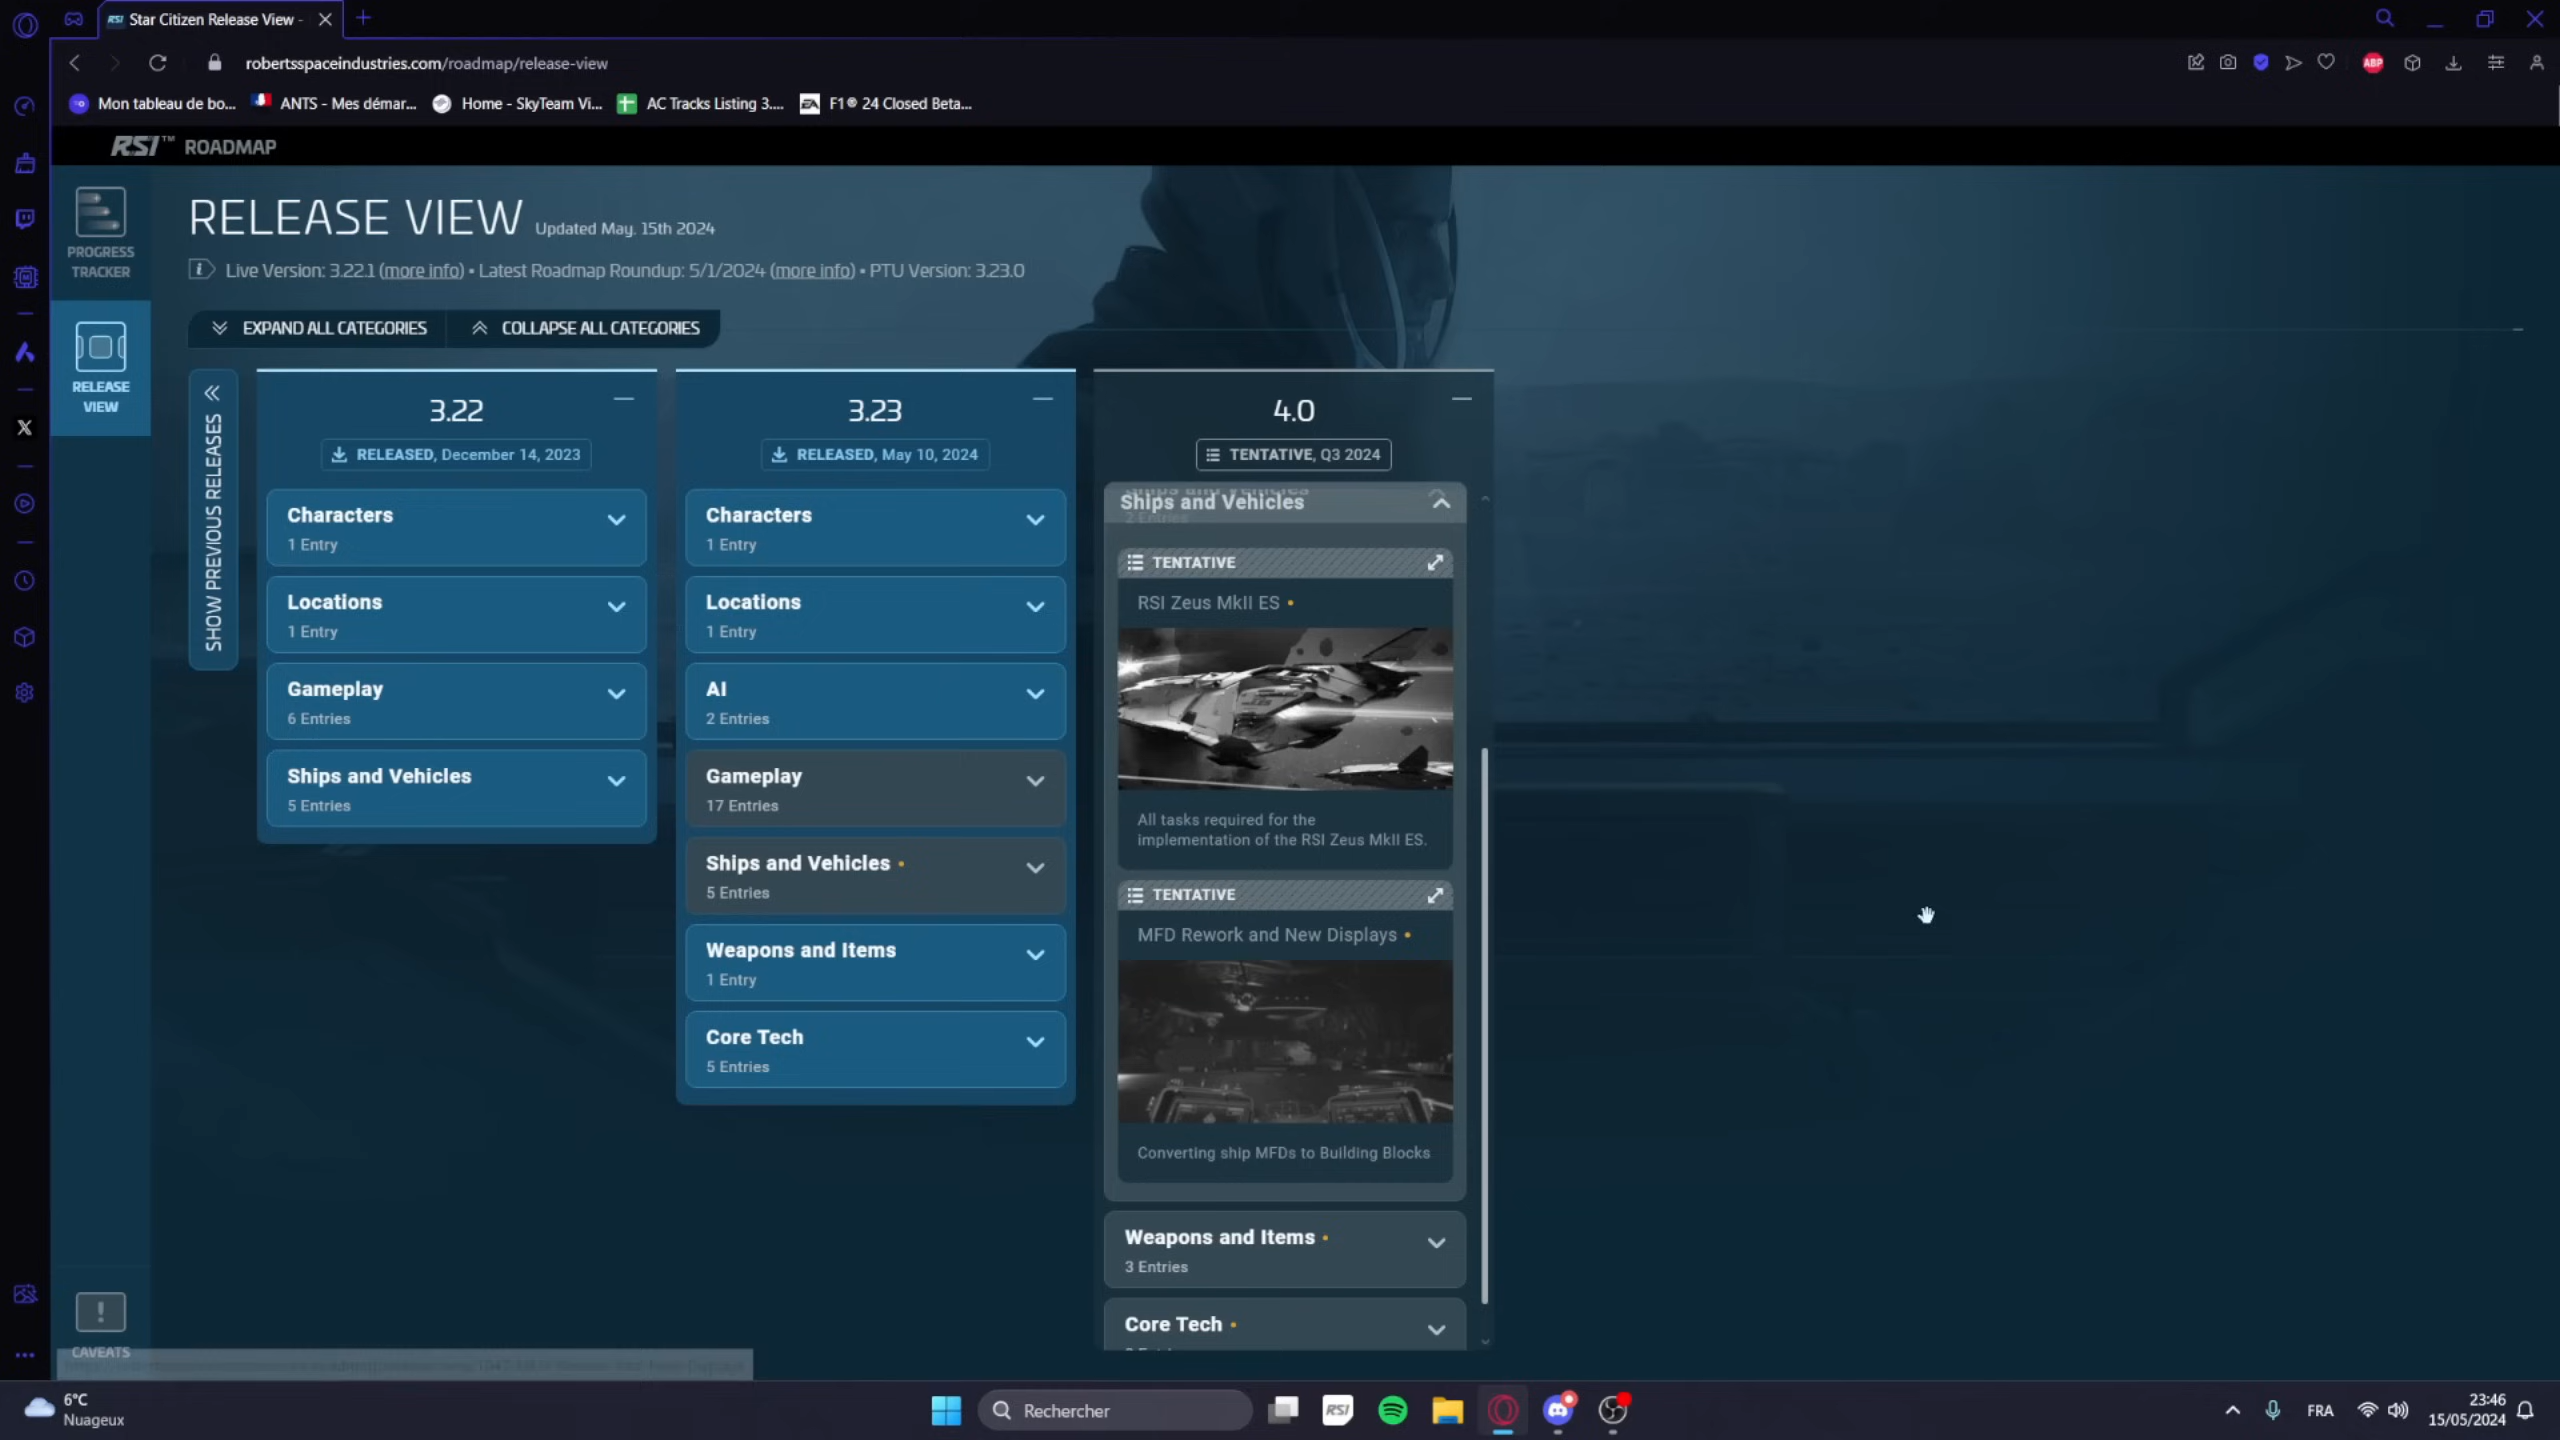 Star Citizen Release View -
robertsspaceindustries.com/roadmap/release-view
ABP
Mon tableau de bo...
ANTS - Mes démar...
Home - SkyTeam Vi...
AC Tracks Listing 3....
F1® 24 Closed Beta...
RSI™ ROADMAP
PROGRESS
TRACKER
RELEASE
VIEW
CAVEATS
RELEASE VIEW Updated May. 15th 2024
Live Version: 3.22.1 (more info) • Latest Roadmap Roundup: 5/1/2024 (more info) • PTU Version: 3.23.0
EXPAND ALL CATEGORIES
COLLAPSE ALL CATEGORIES
SHOW PREVIOUS RELEASES
3.22
RELEASED, December 14, 2023
Characters
1 Entry
Locations
1 Entry
Gameplay
6 Entries
Ships and Vehicles
5 Entries
3.23
RELEASED, May 10, 2024
Characters
1 Entry
Locations
1 Entry
AI
2 Entries
Gameplay
17 Entries
Ships and Vehicles •
5 Entries
Weapons and Items
1 Entry
Core Tech
5 Entries
4.0
TENTATIVE, Q3 2024
Ships and Vehicles
2 Entries
TENTATIVE
RSI Zeus MkII ES •
All tasks required for the
implementation of the RSI Zeus MkII ES.
TENTATIVE
MFD Rework and New Displays •
Converting ship MFDs to Building Blocks
Weapons and Items •
3 Entries
Core Tech •
6°C
Nuageux
Rechercher
RSI
FRA
23:46
15/05/2024